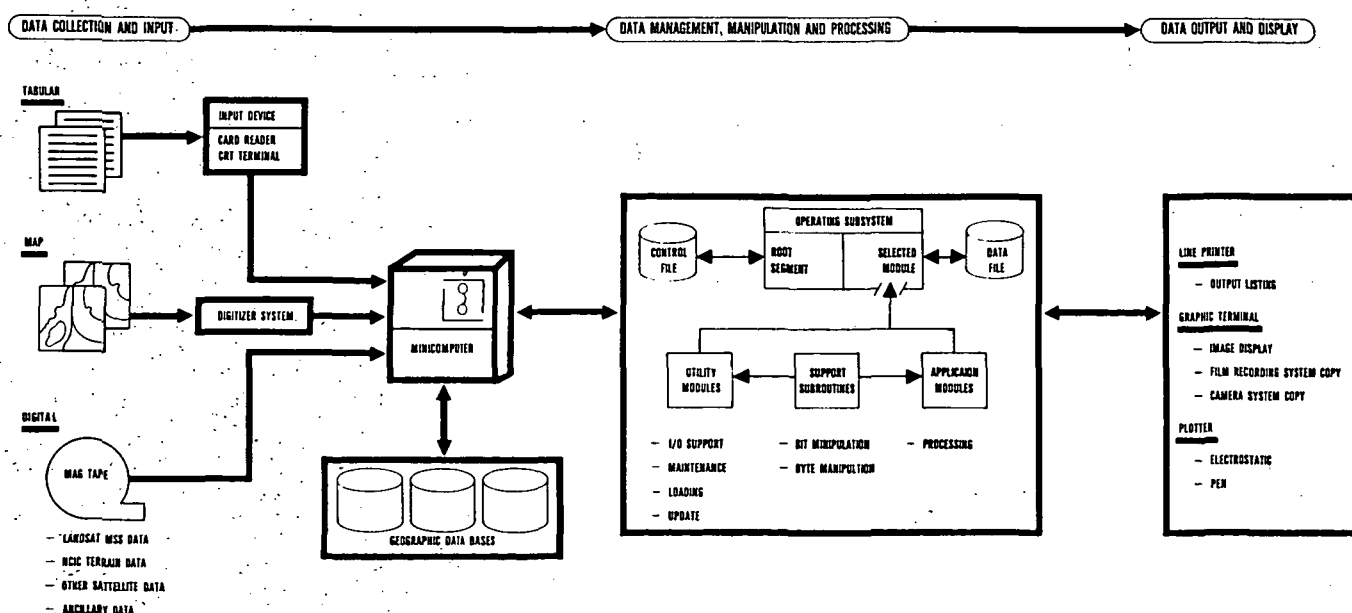 DATA COLLECTION AND INPUT
DATA MANAGEMENT, MANIPULATION AND PROCESSING
DATA OUTPUT AND DISPLAY
TABULAR
INPUT DEVICE
CARD READER
CRT TERMINAL
MAP
DIGITIZER SYSTEM
MINICOMPUTER
DIGITAL
MAG TAPE
- LANDSAT MSS DATA
- NCIC TERRAIN DATA
- OTHER SATTELLITE DATA
- ANCILLARY DATA
GEOGRAPHIC DATA BASES
OPERATING SUBSYSTEM
CONTROL
FILE
ROOT
SEGMENT
SELECTED
MODULE
DATA
FILE
UTILITY
MODULES
SUPPORT
SUBROUTINES
APPLICAION
MODULES
- I/O SUPPORT
- MAINTENANCE
- LOADING
- UPDATE
- BIT MINIPULATION
- BYTE MANIPULTION
- PROCESSING
LINE PRINTER
- OUTPUT LISTING
GRAPHIC TERMINAL
- IMAGE DISPLAY
- FILM RECORDING SYSTEM COPY
- CAMERA SYSTEM COPY
PLOTTER
- ELECTROSTATIC
- PEN